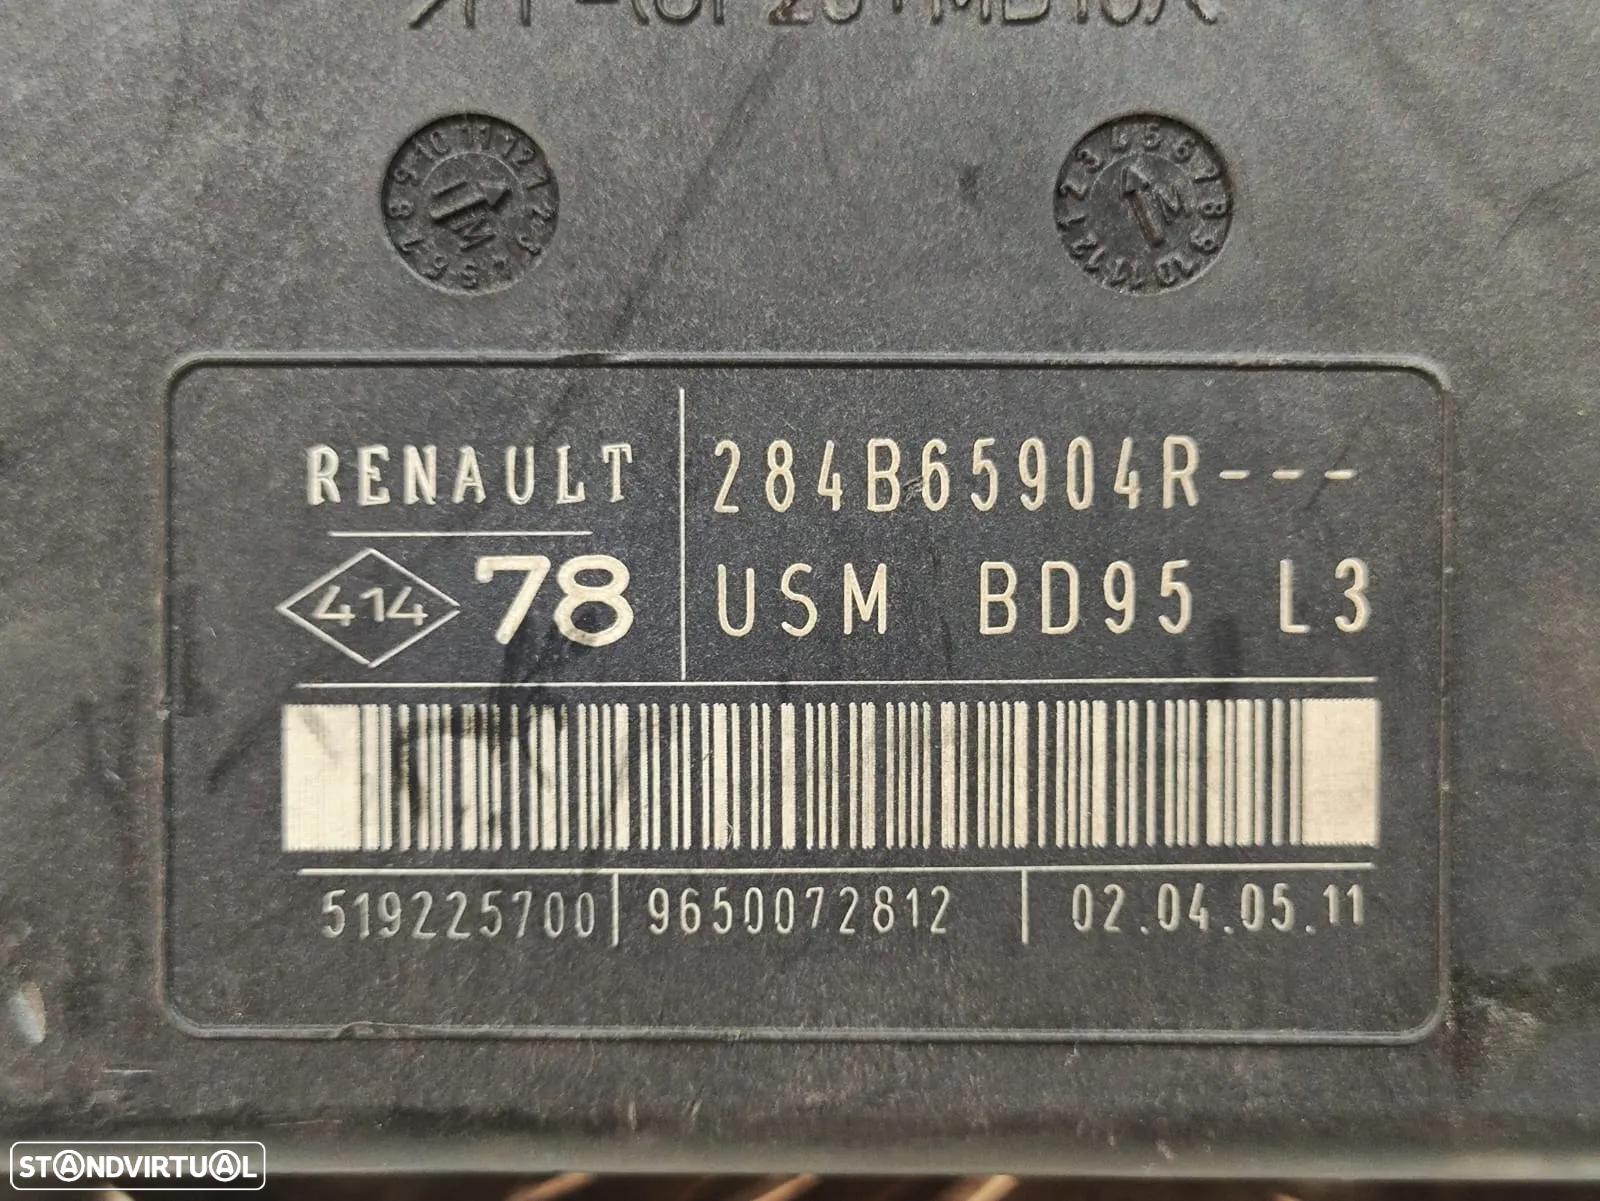 RENAULT
414 78
284B65904R---
USM BD95 L3
519225700 9650072812 02.04.05.11
STANDVIRTUAL